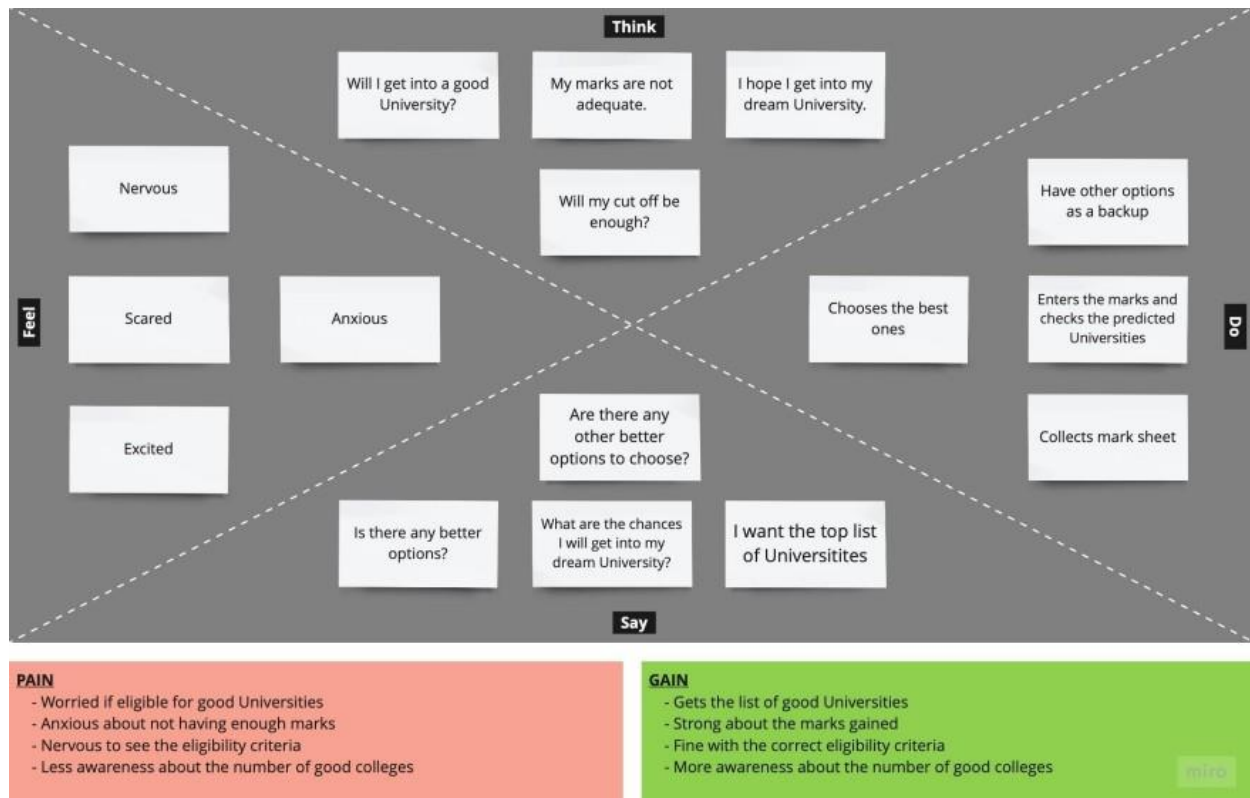 Think
Will I get into a good
University?
My marks are not
adequate.
I hope I get into my
dream University.
Will my cut off be
enough?
Feel
Nervous
Scared
Anxious
Excited
Have other options
as a backup
Chooses the best
ones
Enters the marks and
checks the predicted
Universities
Collects mark sheet
Do
Are there any
other better
options to choose?
Is there any better
options?
What are the chances
I will get into my
dream University?
I want the top list
of Universitites
Say
PAIN
- Worried if eligible for good Universities
- Anxious about not having enough marks
- Nervous to see the eligibility criteria
- Less awareness about the number of good colleges
GAIN
- Gets the list of good Universities
- Strong about the marks gained
- Fine with the correct eligibility criteria
- More awareness about the number of good colleges
miro